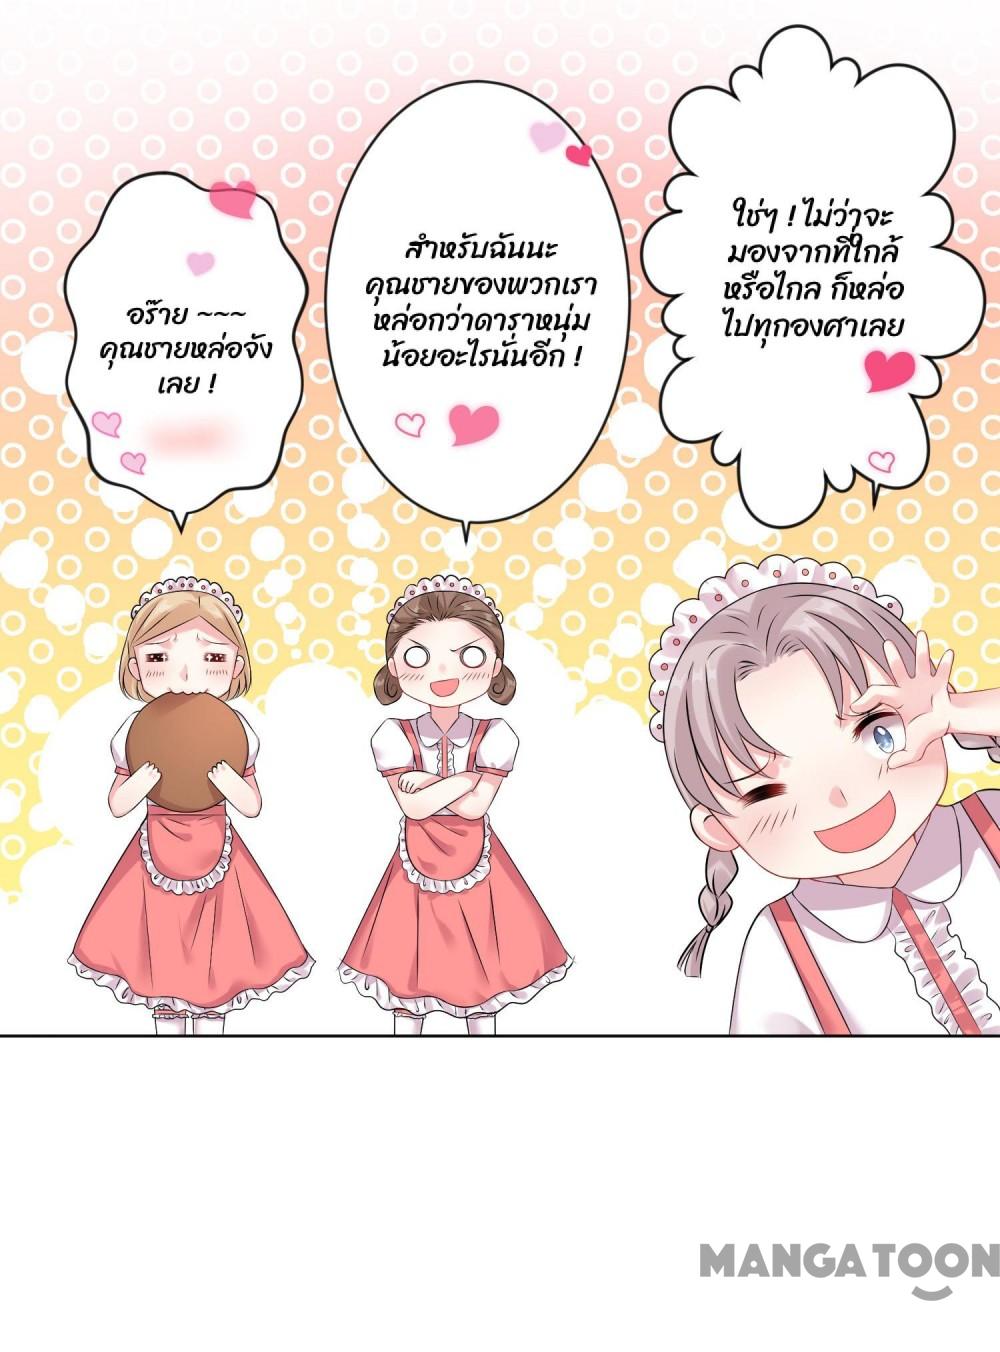 อร๊าย ~~~
คุณชายหล่อจัง
เลย !
สำหรับฉันนะ
คุณชายของพวกเรา
หล่อกว่าดาราหนุ่ม
น้อยอะไรนั่นอีก !
ใช่ๆ ! ไม่ว่าจะ
มองจากที่ใกล้
หรือไกล ก็หล่อ
ไปทุกองศาเลย
MANGATOON